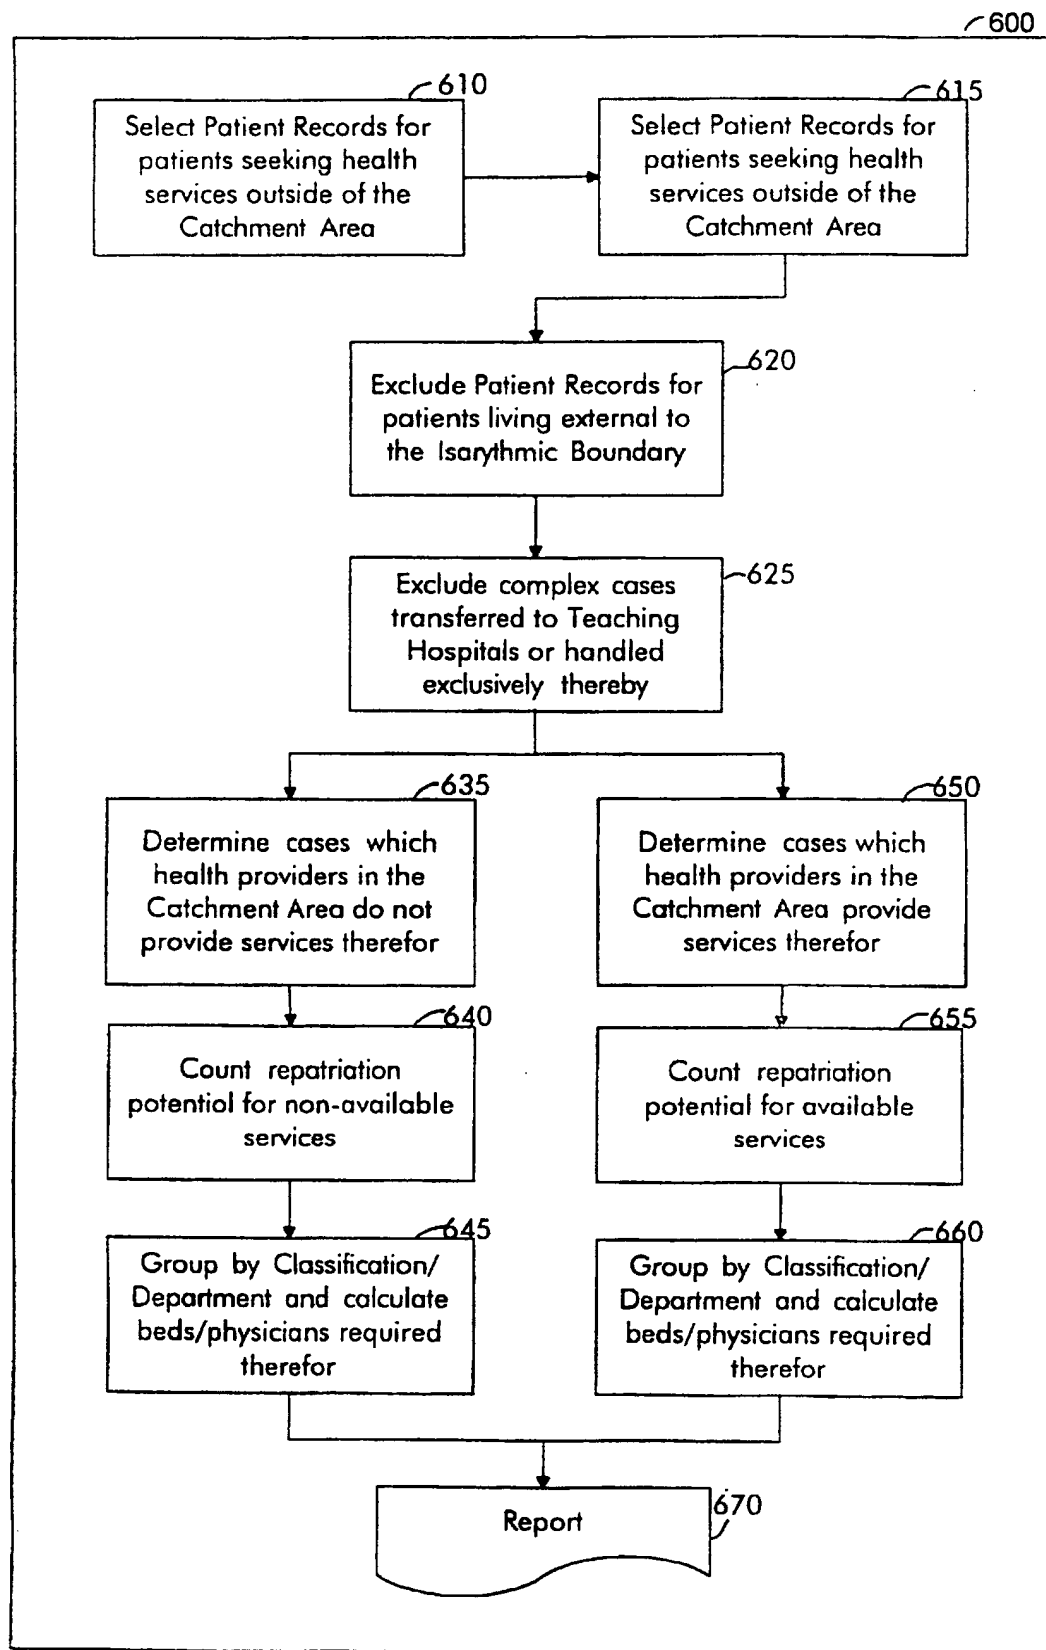 600
610
Select Patient Records for
patients seeking health
services outside of the
Catchment Area
615
Select Patient Records for
patients seeking health
services outside of the
Catchment Area
620
Exclude Patient Records for
patients living external to
the Isarythmic Boundary
625
Exclude complex cases
transferred to Teaching
Hospitals or handled
exclusively thereby
635
Determine cases which
health providers in the
Catchment Area do not
provide services therefor
650
Determine cases which
health providers in the
Catchment Area provide
services therefor
640
Count repatriation
potential for non-available
services
655
Count repatriation
potential for available
services
645
Group by Classification/
Department and calculate
beds/physicians required
therefor
660
Group by Classification/
Department and calculate
beds/physicians required
therefor
670
Report